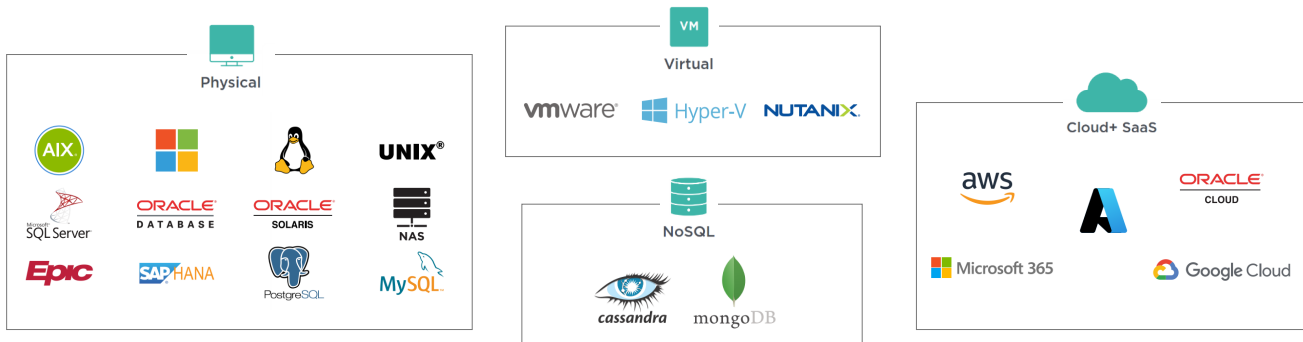 Physical
AIX
UNIX®
Microsoft®
SQL Server
ORACLE®
DATABASE
ORACLE®
SOLARIS
NAS
Epic
SAP HANA
PostgreSQL
MySQL™
VM
Virtual
vmware®
Hyper-V
NUTANIX.
NoSQL
cassandra
mongoDB
Cloud+ SaaS
aws
ORACLE®
CLOUD
Microsoft 365
Google Cloud